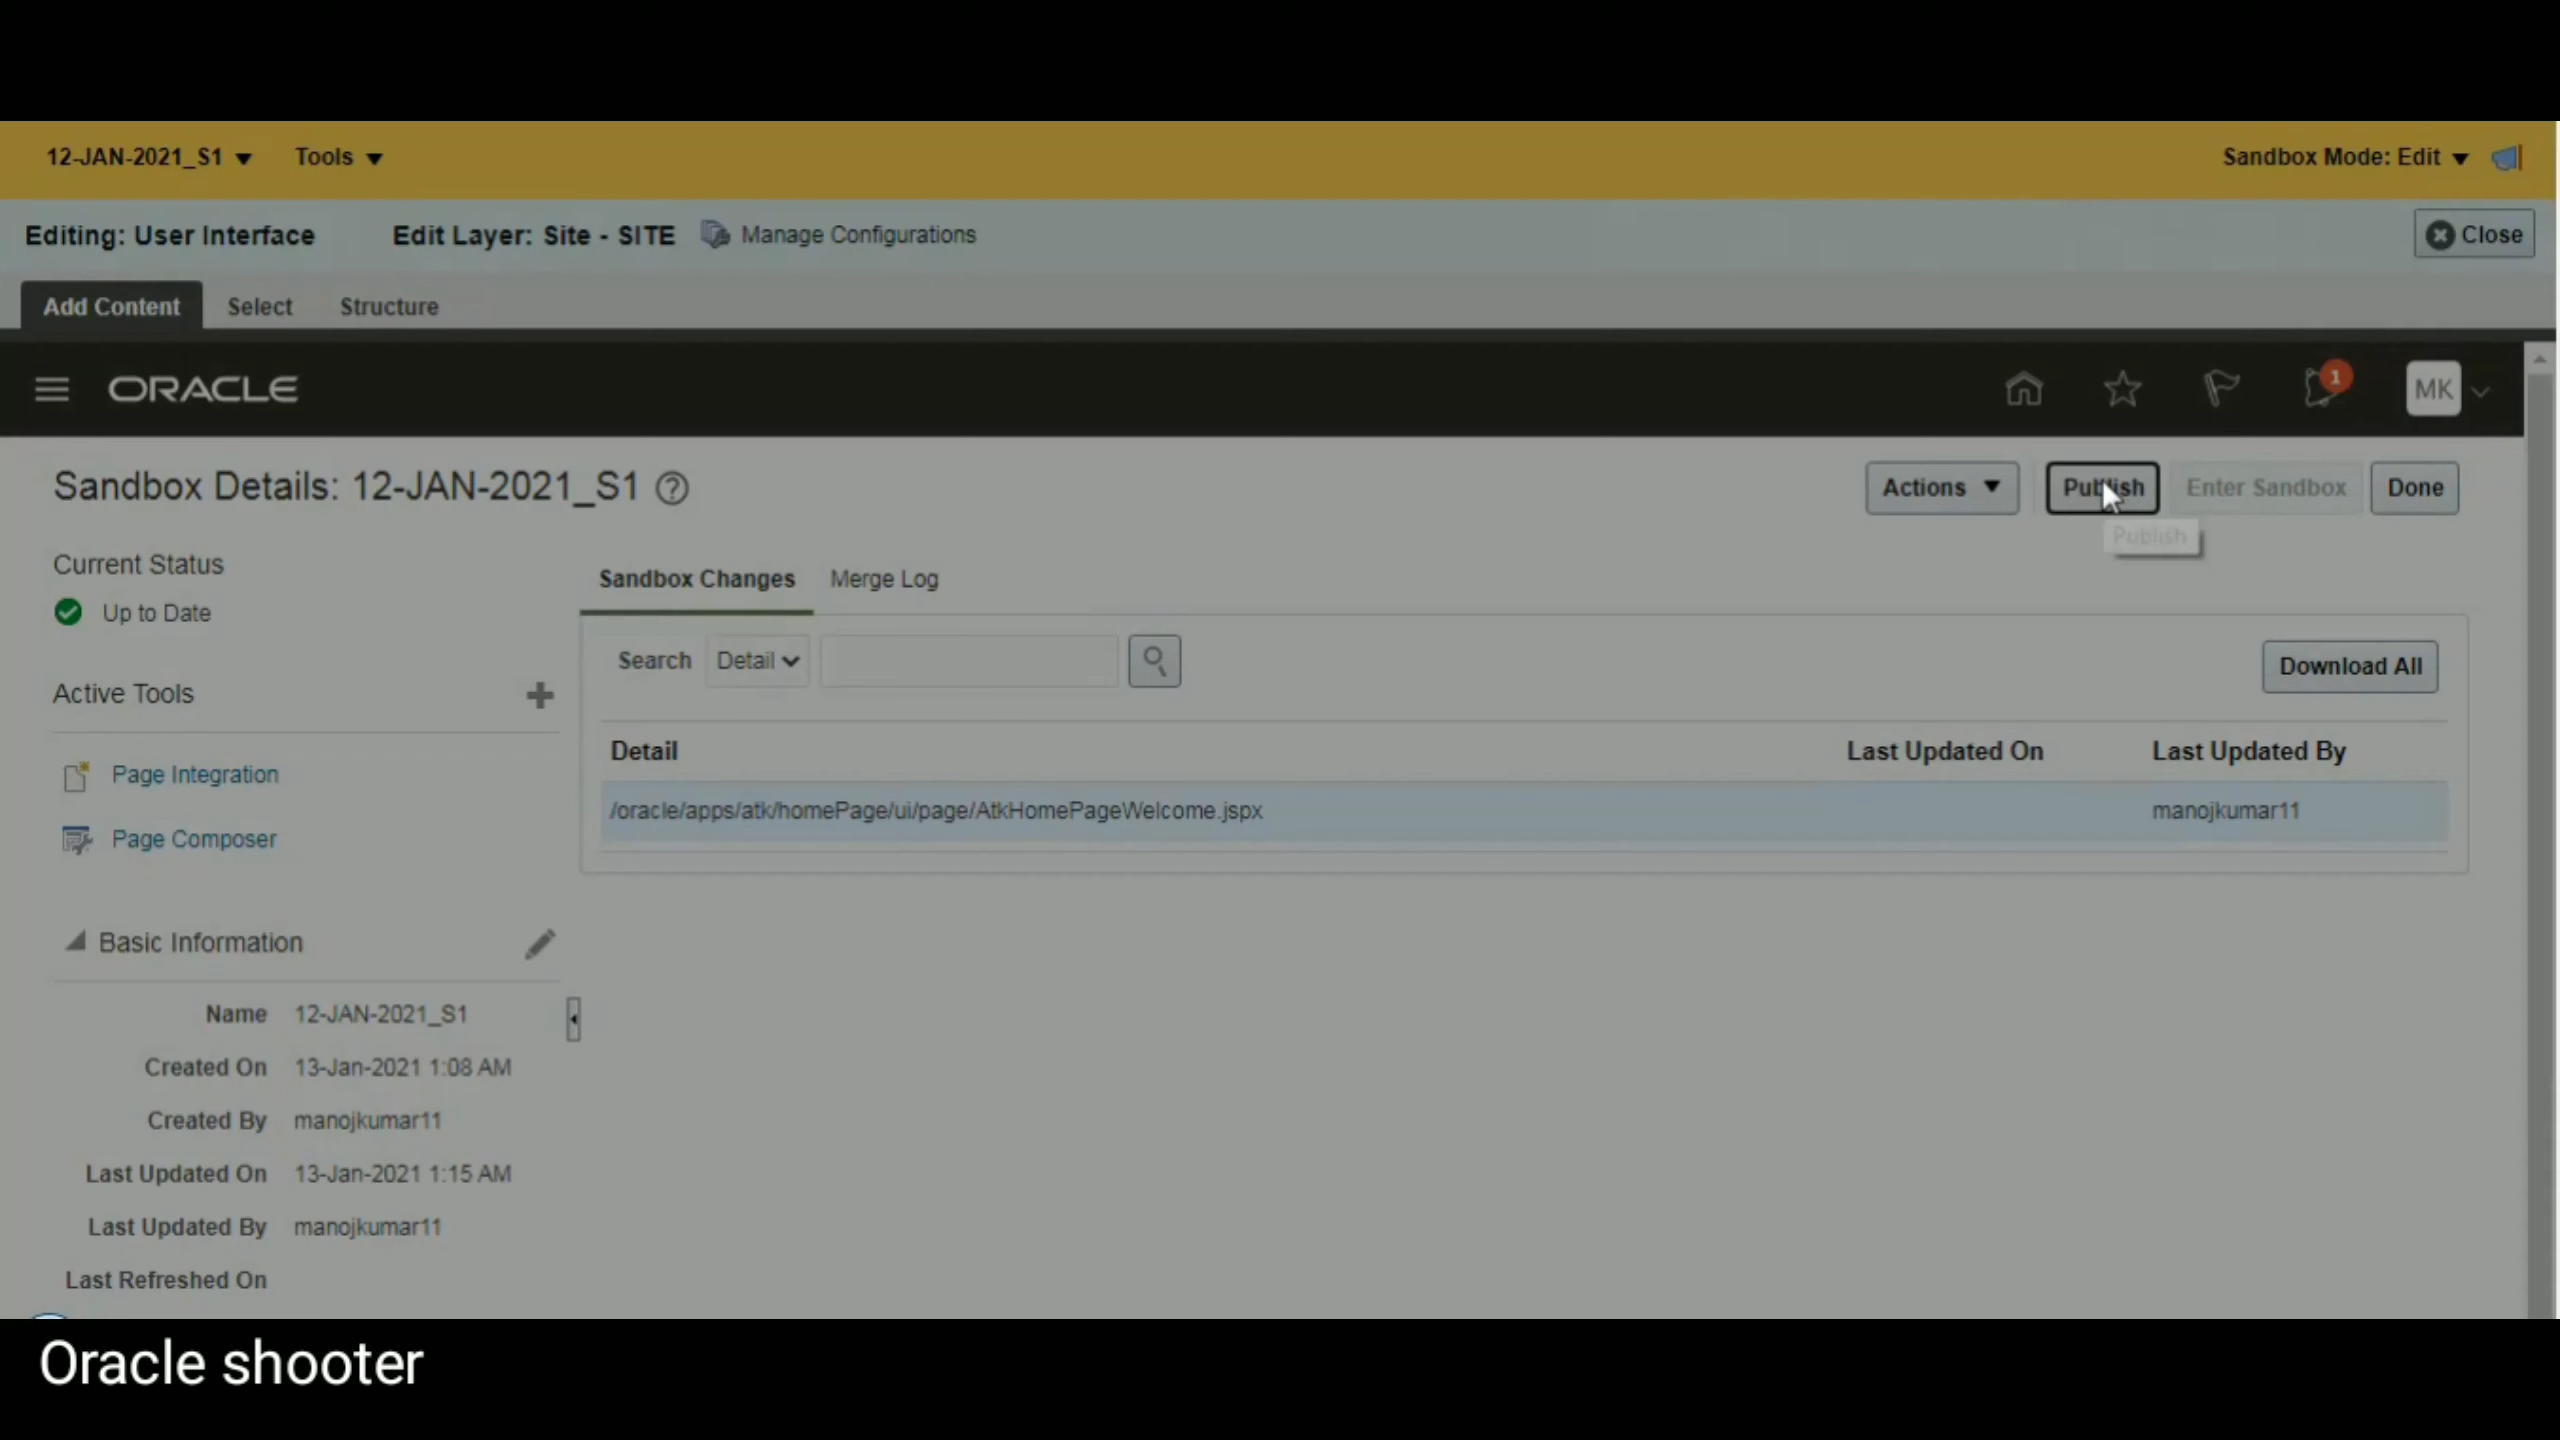 12-JAN-2021_S1 Tools Sandbox Mode: Edit
Editing: User Interface Edit Layer: Site - SITE Manage Configurations Close
Add Content Select Structure
ORACLE 1 MK
Sandbox Details: 12-JAN-2021_S1 Actions Publish Enter Sandbox Done
Publish
Current Status
Up to Date
Sandbox Changes Merge Log
Search Detail Download All
Active Tools
Detail Last Updated On Last Updated By
/oracle/apps/atk/homePage/ui/page/AtkHomePageWelcome.jspx manojkumar11
Page Integration
Page Composer
Basic Information
Name 12-JAN-2021_S1
Created On 13-Jan-2021 1:08 AM
Created By manojkumar11
Last Updated On 13-Jan-2021 1:15 AM
Last Updated By manojkumar11
Last Refreshed On
Oracle shooter